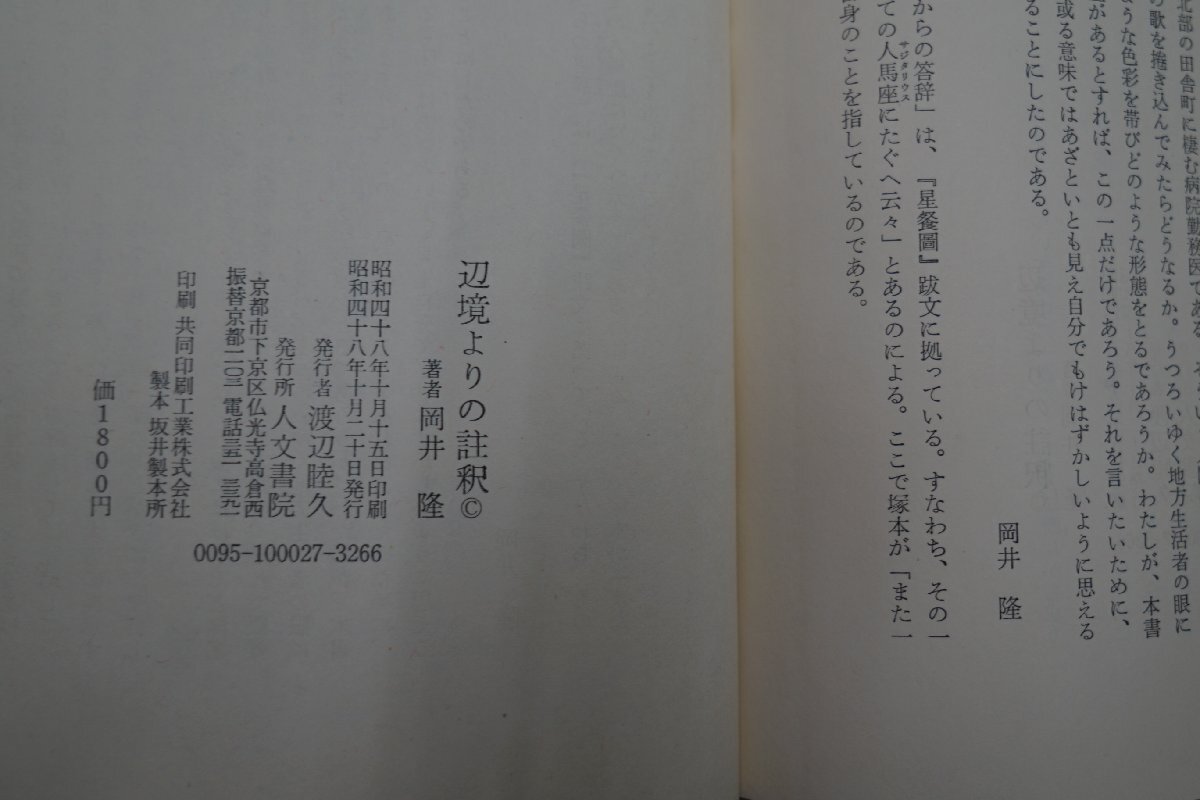 北部の田舎町に棲む病院勤務医である。
の歌を捲き込んでみたらどうなるか。うつろいゆく地方生活者の眼に
ような色彩を帯びどのような形態をとるであろうか。わたしが、本書
があるとすれば、この一点だけであろう。それを言いたいために、
或る意味ではあざといとも見え自分でもけはずかしいように思える
ることにしたのである。
岡井 隆
からの答辞」は、『星餐圖』跋文に拠っている。すなわち、その一
ての人馬座にたぐへ云々」とあるのによる。ここで塚本が「また一
サジタリウス
身のことを指しているのである。
辺境よりの註釈©
著者 岡井 隆
昭和四十八年十月十五日印刷
昭和四十八年十月二十日発行
発行者 渡辺睦久
発行所 人文書院
京都市下京区仏光寺高倉西
振替京都一一〇三 電話三五一 三三九一
印刷 共同印刷工業株式会社
製本 坂井製本所
価1800円
0095-100027-3266